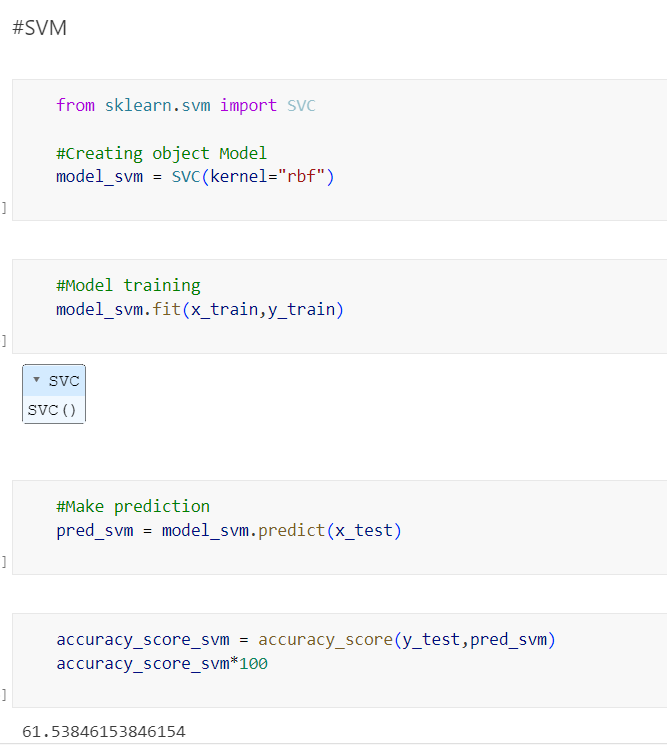 #SVM
from sklearn.svm import SVC
#Creating object Model
model_svm = SVC(kernel="rbf")
]
#Model training
model_svm.fit(x_train,y_train)
]
▾ SVC
SVC()
#Make prediction
pred_svm = model_svm.predict(x_test)
]
accuracy_score_svm = accuracy_score(y_test,pred_svm)
accuracy_score_svm*100
]
61.53846153846154